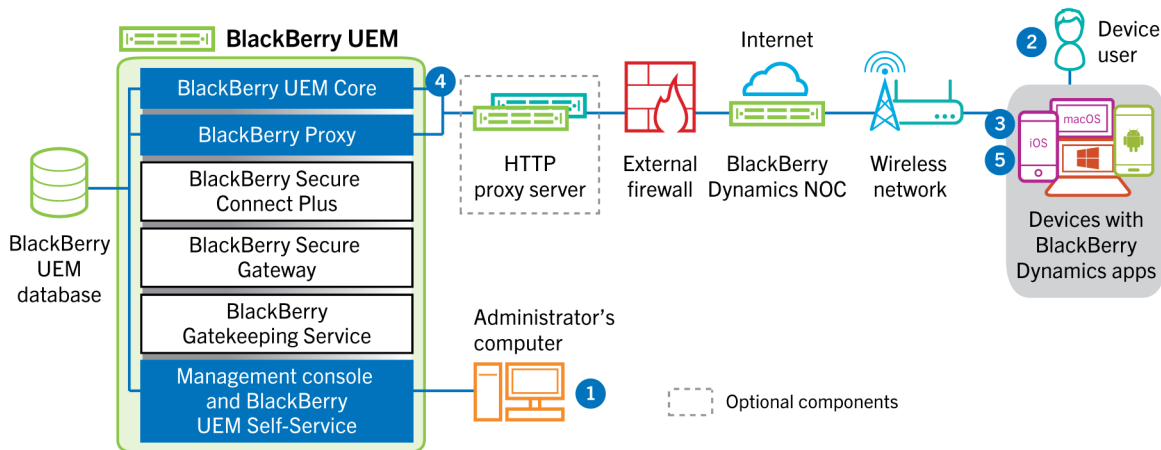 BlackBerry UEM
BlackBerry UEM Core
BlackBerry Proxy
BlackBerry Secure
Connect Plus
BlackBerry Secure
Gateway
BlackBerry
Gatekeeping Service
Management console
and BlackBerry
UEM Self-Service
BlackBerry
UEM
database
4
HTTP
proxy server
External
firewall
Internet
BlackBerry
Dynamics NOC
Wireless
network
2
Device
user
3
5
iOS
macOS
Devices with
BlackBerry
Dynamics apps
Administrator's
computer
1
Optional components